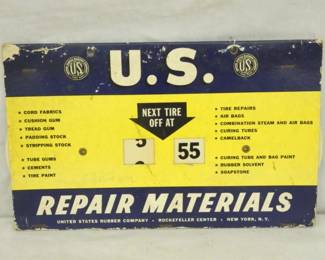 U.S.
US
US
CORD FABRICS
CUSHION GUM
TREAD GUM
PADDING STOCK
STRIPPING STOCK
TUBE GUMS
CEMENTS
TIRE PAINT
NEXT TIRE
OFF AT
55
TIRE REPAIRS
AIR BAGS
COMBINATION STEAM AND AIR BAGS
CURING TUBES
CAMELBACK
CURING TUBE AND BAG PAINT
RUBBER SOLVENT
SOAPSTONE
REPAIR MATERIALS
UNITED STATES RUBBER COMPANY • ROCKEFELLER CENTER • NEW YORK, N.Y.